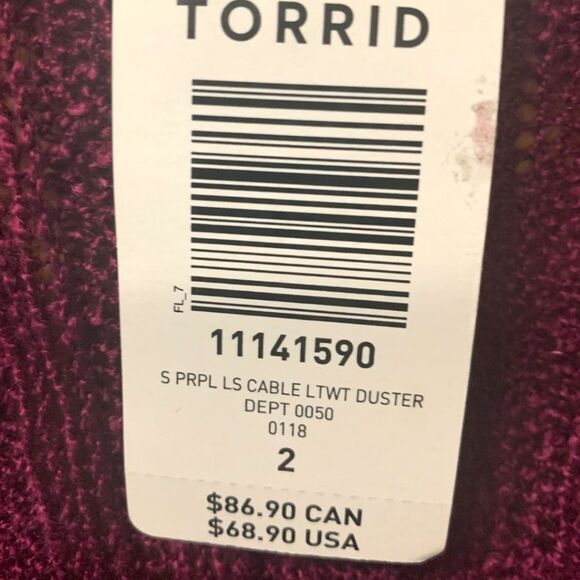 TORRID
FL_7
11141590
S PRPL LS CABLE LTWT DUSTER
DEPT 0050
0118
2
$86.90 CAN
$68.90 USA